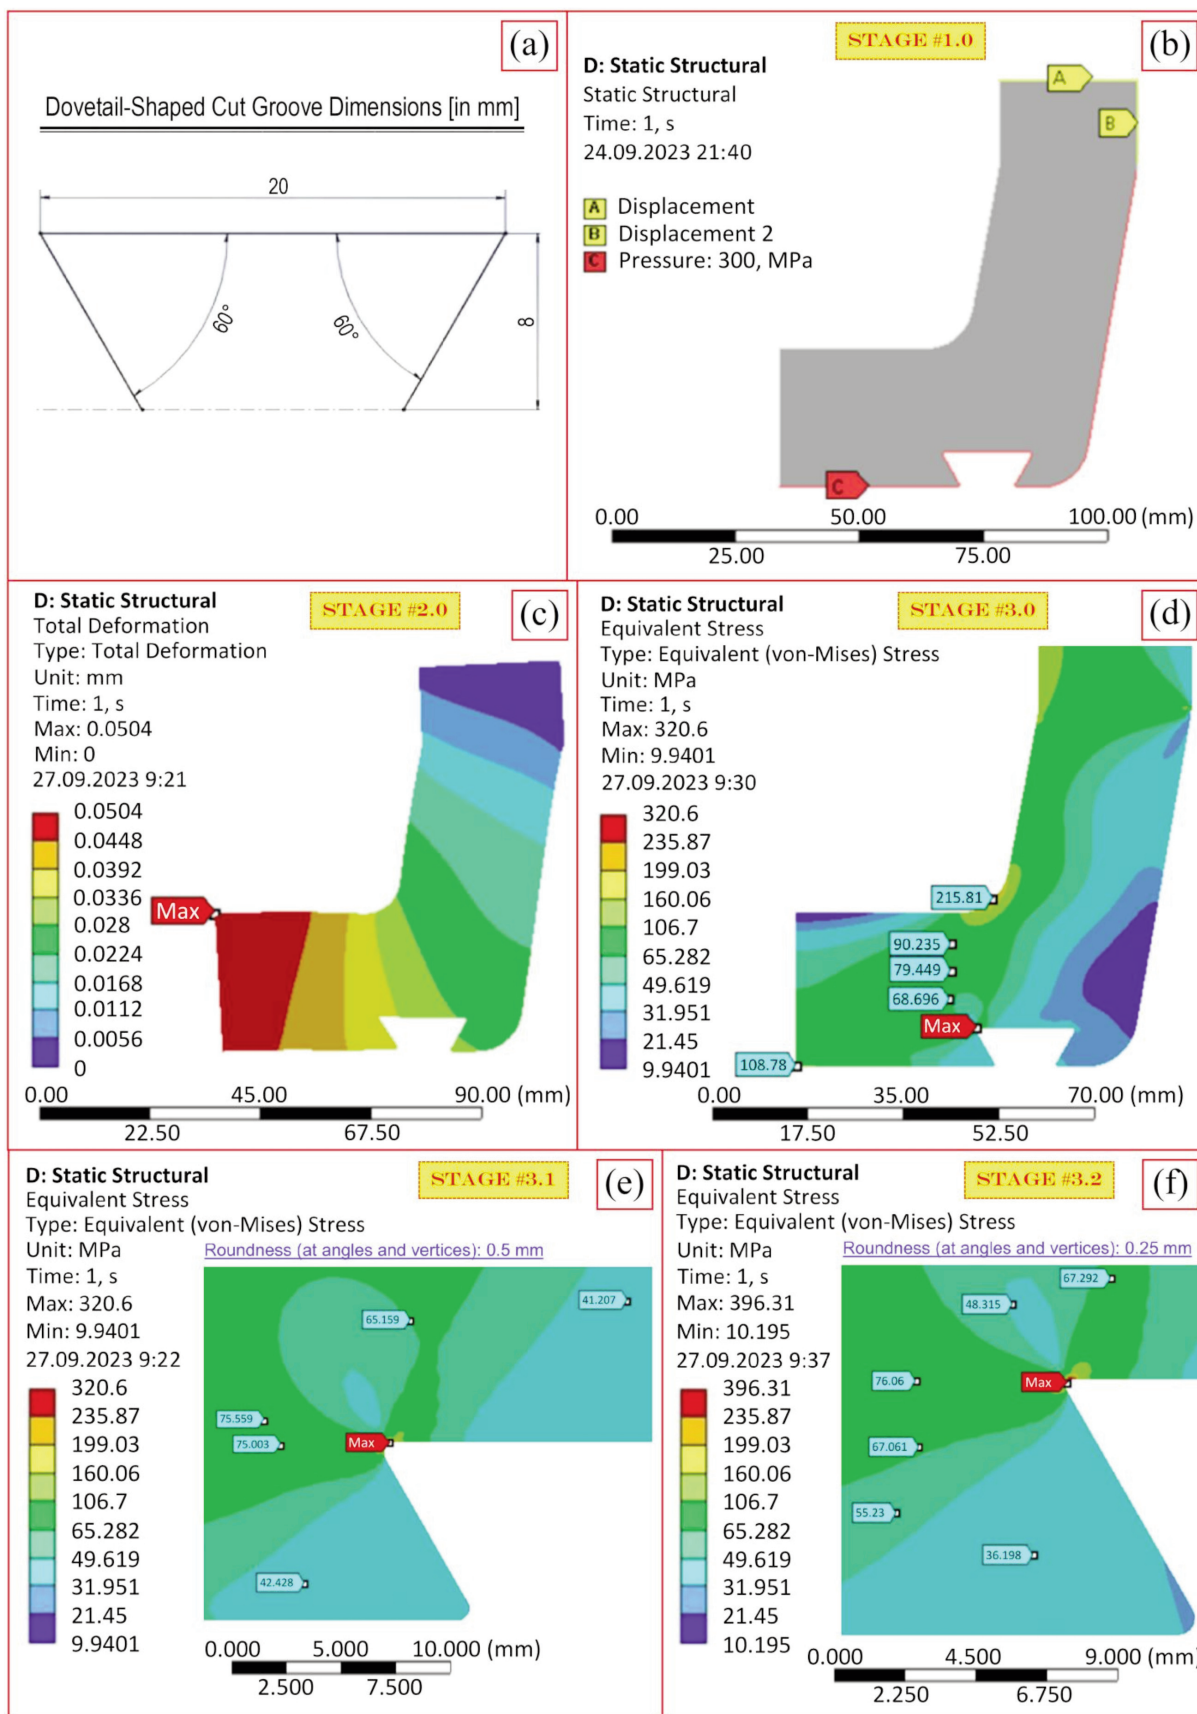 (a)
Dovetail-Shaped Cut Groove Dimensions [in mm]
20
60°
60°
8
STAGE #1.0
(b)
D: Static Structural
Static Structural
Time: 1, s
24.09.2023 21:40
A Displacement
B Displacement 2
C Pressure: 300, MPa
A
B
C
0.00 50.00 100.00 (mm)
25.00 75.00
D: Static Structural
STAGE #2.0
(c)
Total Deformation
Type: Total Deformation
Unit: mm
Time: 1, s
Max: 0.0504
Min: 0
27.09.2023 9:21
0.0504
0.0448
0.0392
0.0336
0.028
0.0224
0.0168
0.0112
0.0056
0
Max
0.00 45.00 90.00 (mm)
22.50 67.50
D: Static Structural
STAGE #3.0
(d)
Equivalent Stress
Type: Equivalent (von-Mises) Stress
Unit: MPa
Time: 1, s
Max: 320.6
Min: 9.9401
27.09.2023 9:30
320.6
235.87
199.03
160.06
106.7
65.282
49.619
31.951
21.45
9.9401
215.81
90.235
79.449
68.696
Max
108.78
0.00 35.00 70.00 (mm)
17.50 52.50
D: Static Structural
STAGE #3.1
(e)
Equivalent Stress
Type: Equivalent (von-Mises) Stress
Unit: MPa
Roundness (at angles and vertices): 0.5 mm
Time: 1, s
Max: 320.6
Min: 9.9401
27.09.2023 9:22
320.6
235.87
199.03
160.06
106.7
65.282
49.619
31.951
21.45
9.9401
41.207
65.159
75.559
75.003
Max
42.428
0.000 5.000 10.000 (mm)
2.500 7.500
D: Static Structural
STAGE #3.2
(f)
Equivalent Stress
Type: Equivalent (von-Mises) Stress
Unit: MPa
Roundness (at angles and vertices): 0.25 mm
Time: 1, s
Max: 396.31
Min: 10.195
27.09.2023 9:37
396.31
235.87
199.03
160.06
106.7
65.282
49.619
31.951
21.45
10.195
67.292
48.315
76.06
Max
67.061
55.23
36.198
0.000 4.500 9.000 (mm)
2.250 6.750